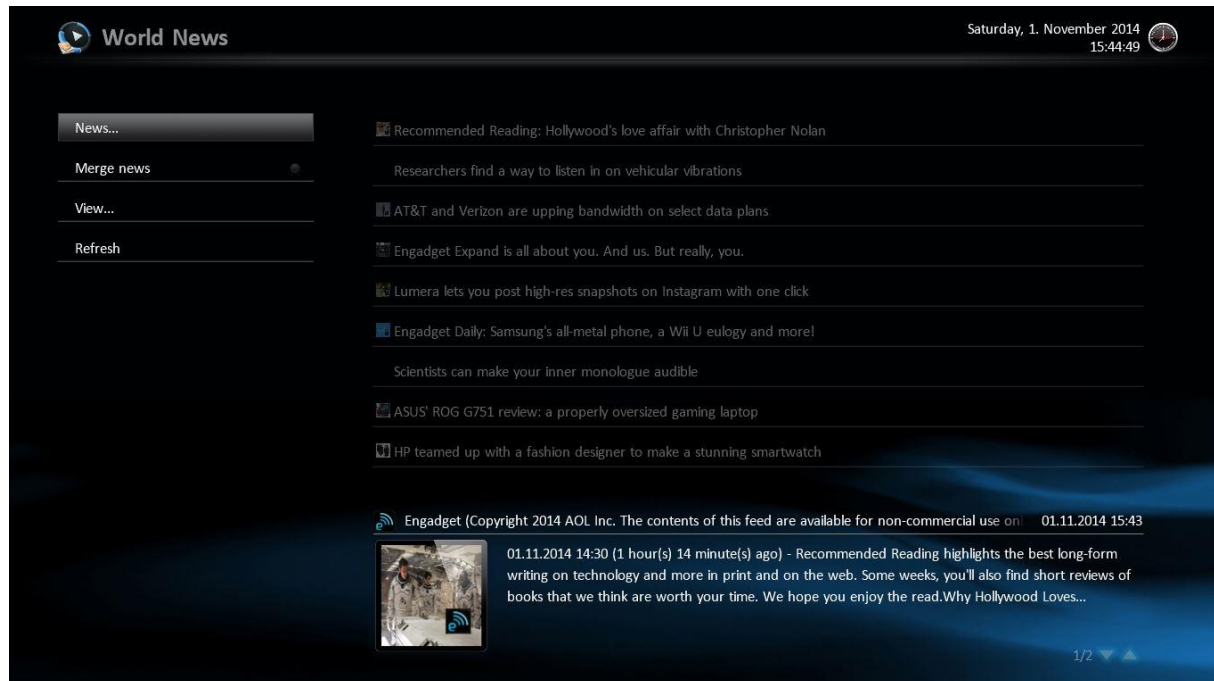 World News
Saturday, 1. November 2014
15:44:49
News...
Merge news
View...
Refresh
Recommended Reading: Hollywood's love affair with Christopher Nolan
Researchers find a way to listen in on vehicular vibrations
AT&T and Verizon are upping bandwidth on select data plans
Engadget Expand is all about you. And us. But really, you.
Lumera lets you post high-res snapshots on Instagram with one click
Engadget Daily: Samsung's all-metal phone, a Wii U eulogy and more!
Scientists can make your inner monologue audible
ASUS' ROG G751 review: a properly oversized gaming laptop
HP teamed up with a fashion designer to make a stunning smartwatch
Engadget (Copyright 2014 AOL Inc. The contents of this feed are available for non-commercial use on 01.11.2014 15:43
01.11.2014 14:30 (1 hour(s) 14 minute(s) ago) - Recommended Reading highlights the best long-form
writing on technology and more in print and on the web. Some weeks, you'll also find short reviews of
books that we think are worth your time. We hope you enjoy the read.Why Hollywood Loves...
1/2